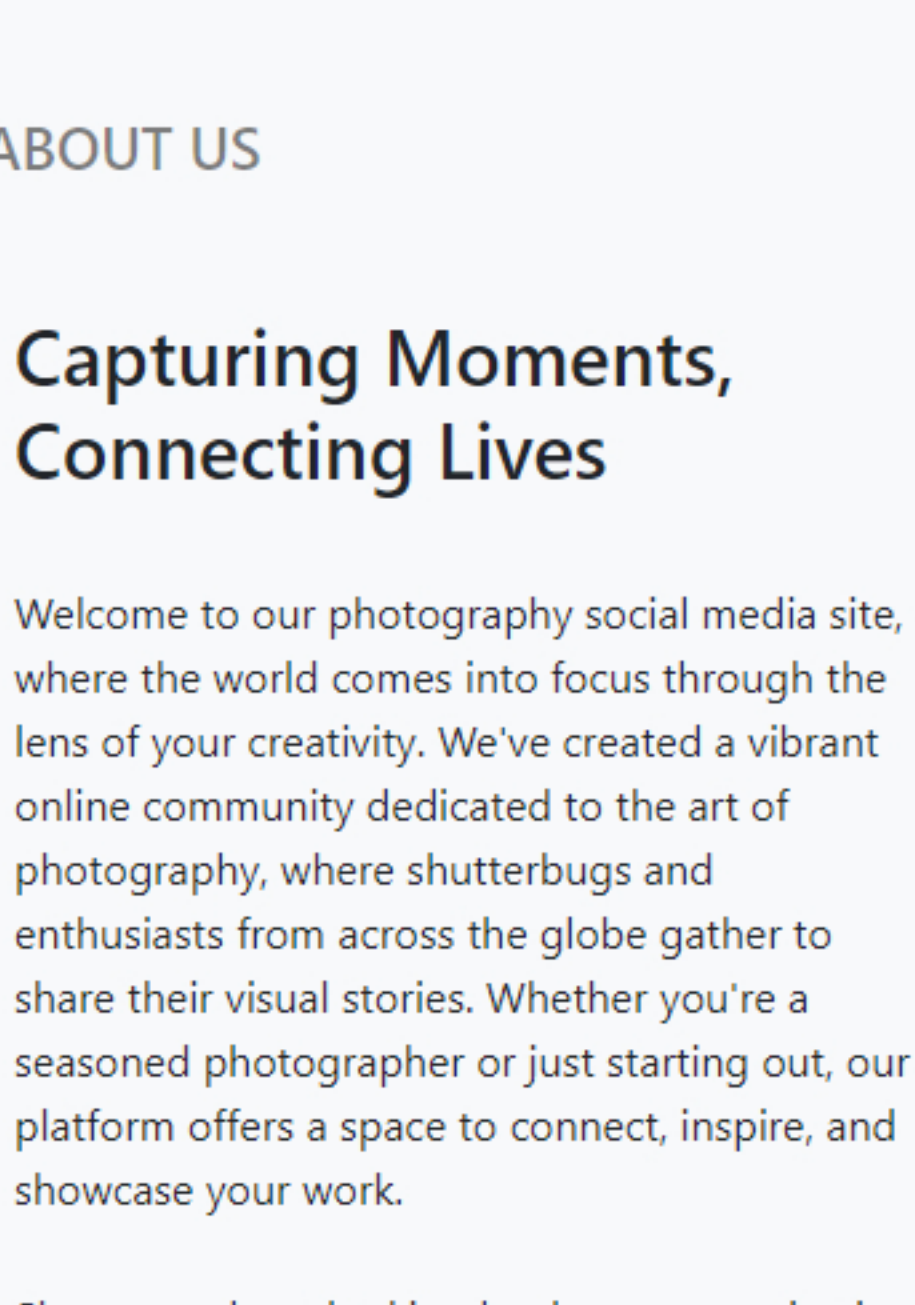 ABOUT US
Capturing Moments,
Connecting Lives
Welcome to our photography social media site,
where the world comes into focus through the
lens of your creativity. We've created a vibrant
online community dedicated to the art of
photography, where shutterbugs and
enthusiasts from across the globe gather to
share their visual stories. Whether you're a
seasoned photographer or just starting out, our
platform offers a space to connect, inspire, and
showcase your work.